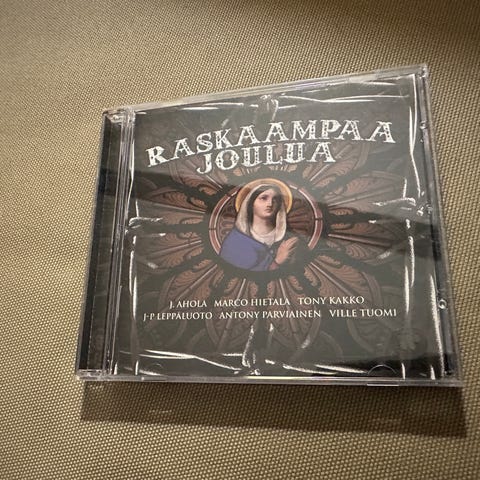 RASKAAMPAA
JOULUA
J. AHOLA MARCO HIETALA TONY KAKKO
J-P LEPPÄLUOTO ANTONY PARVIAINEN VILLE TUOMI